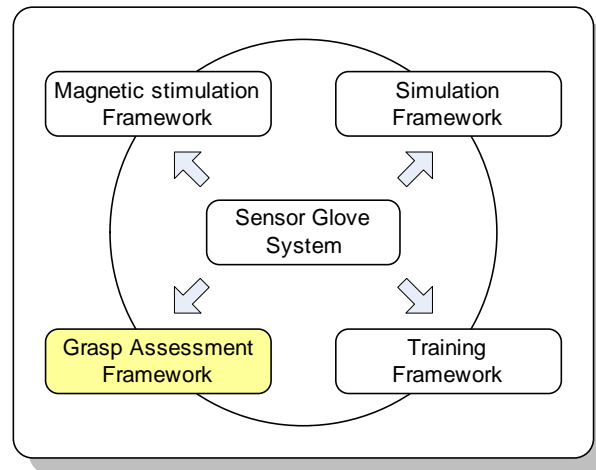 Magnetic stimulation
Framework
Simulation
Framework
Sensor Glove
System
Grasp Assessment
Framework
Training
Framework